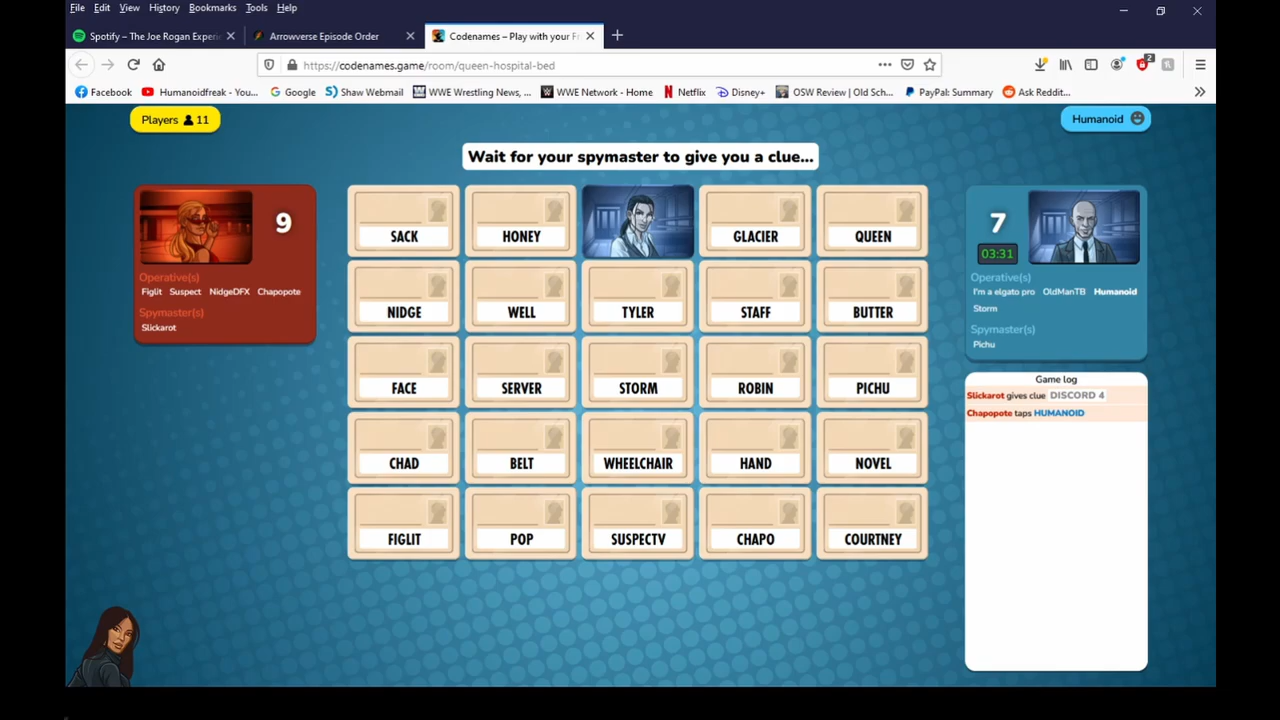 File Edit View History Bookmarks Tools Help
Spotify – The Joe Rogan Experi
Arrowverse Episode Order
Codenames – Play with your Fr
https://codenames.game/room/queen-hospital-bed
2
Facebook Humanoidfreak - You... Google Shaw Webmail WWE Wrestling News, ... WWE Network - Home Netflix Disney+ OSW Review | Old Sch... PayPal: Summary Ask Reddit...
Players 11
Humanoid
Wait for your spymaster to give you a clue...
9
Operative(s)
Figlit Suspect NidgeDFX Chapopote
Spymaster(s)
Slickarot
SACK HONEY GLACIER QUEEN
NIDGE WELL TYLER STAFF BUTTER
FACE SERVER STORM ROBIN PICHU
CHAD BELT WHEELCHAIR HAND NOVEL
FIGLIT POP SUSPECTV CHAPO COURTNEY
7
03:31
Operative(s)
I'm a elgato pro OldManTB Humanoid
Storm
Spymaster(s)
Pichu
Game log
Slickarot gives clue DISCORD 4
Chapopote taps HUMANOID